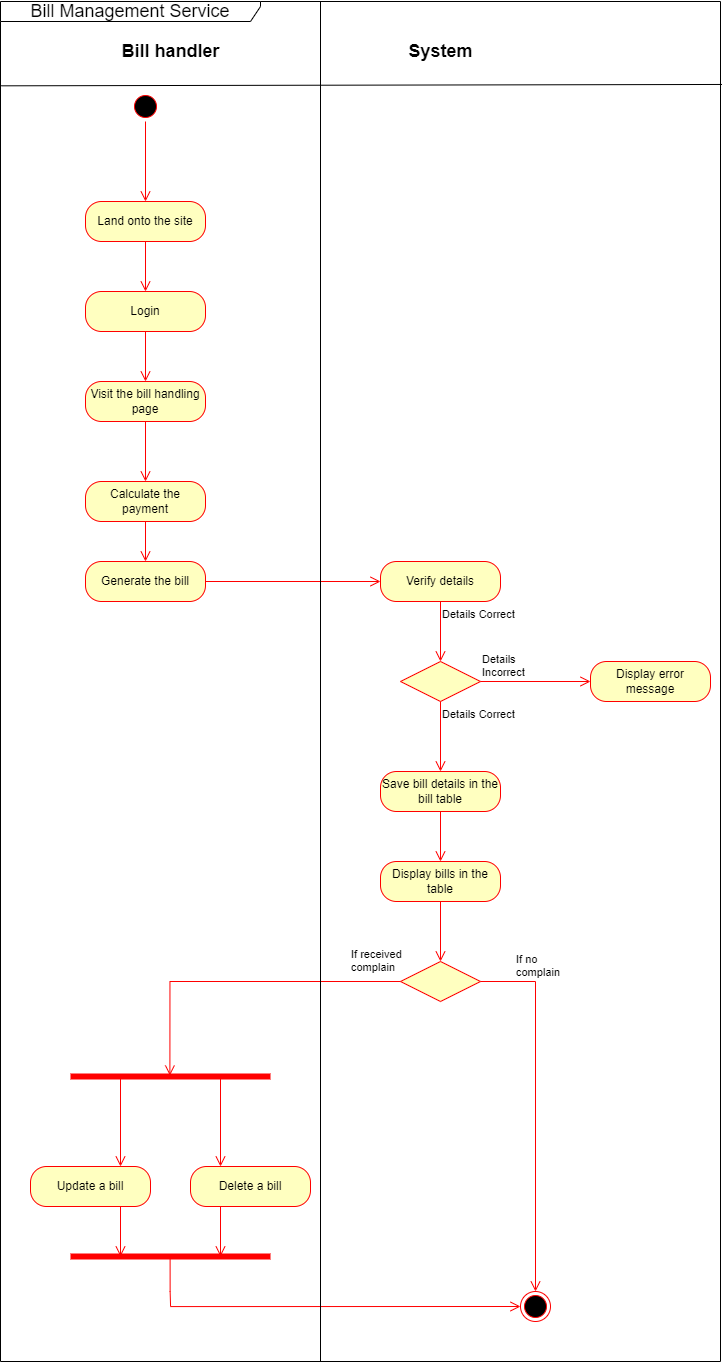 Bill Management Service
Bill handler
System
Land onto the site
Login
Visit the bill handling
page
Calculate the
payment
Generate the bill
Verify details
Details Correct
Details
Incorrect
Display error
message
Details Correct
Save bill details in the
bill table
Display bills in the
table
If received
complain
If no
complain
Update a bill
Delete a bill